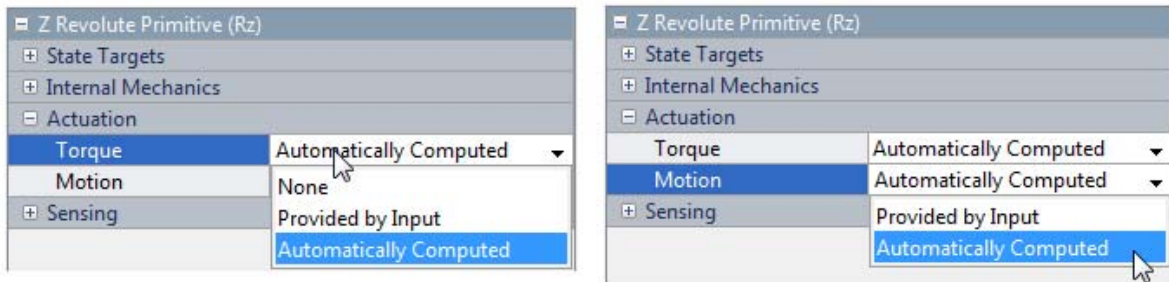 Z Revolute Primitive (Rz)
State Targets
Internal Mechanics
Actuation
Torque Automatically Computed
Motion None
Provided by Input
Sensing
Automatically Computed
Z Revolute Primitive (Rz)
State Targets
Internal Mechanics
Actuation
Torque Automatically Computed
Motion Automatically Computed
Sensing Provided by Input
Automatically Computed